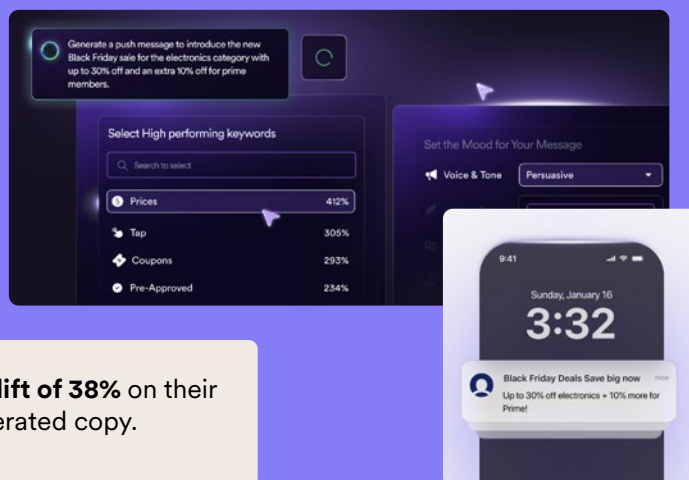 Generate a push message to introduce the new
Black Friday sale for the electronics category with
up to 30% off and an extra 10% off for prime
members.
Select High performing keywords
Search to select
Prices 412%
Tap 305%
Coupons 293%
Pre-Approved 234%
Set the Mood for Your Message
Voice & Tone Persuasive
9:41
Sunday, January 16
3:32
Black Friday Deals Save big now now
Up to 30% off electronics + 10% more for
Prime!
lift of 38% on their
erated copy.